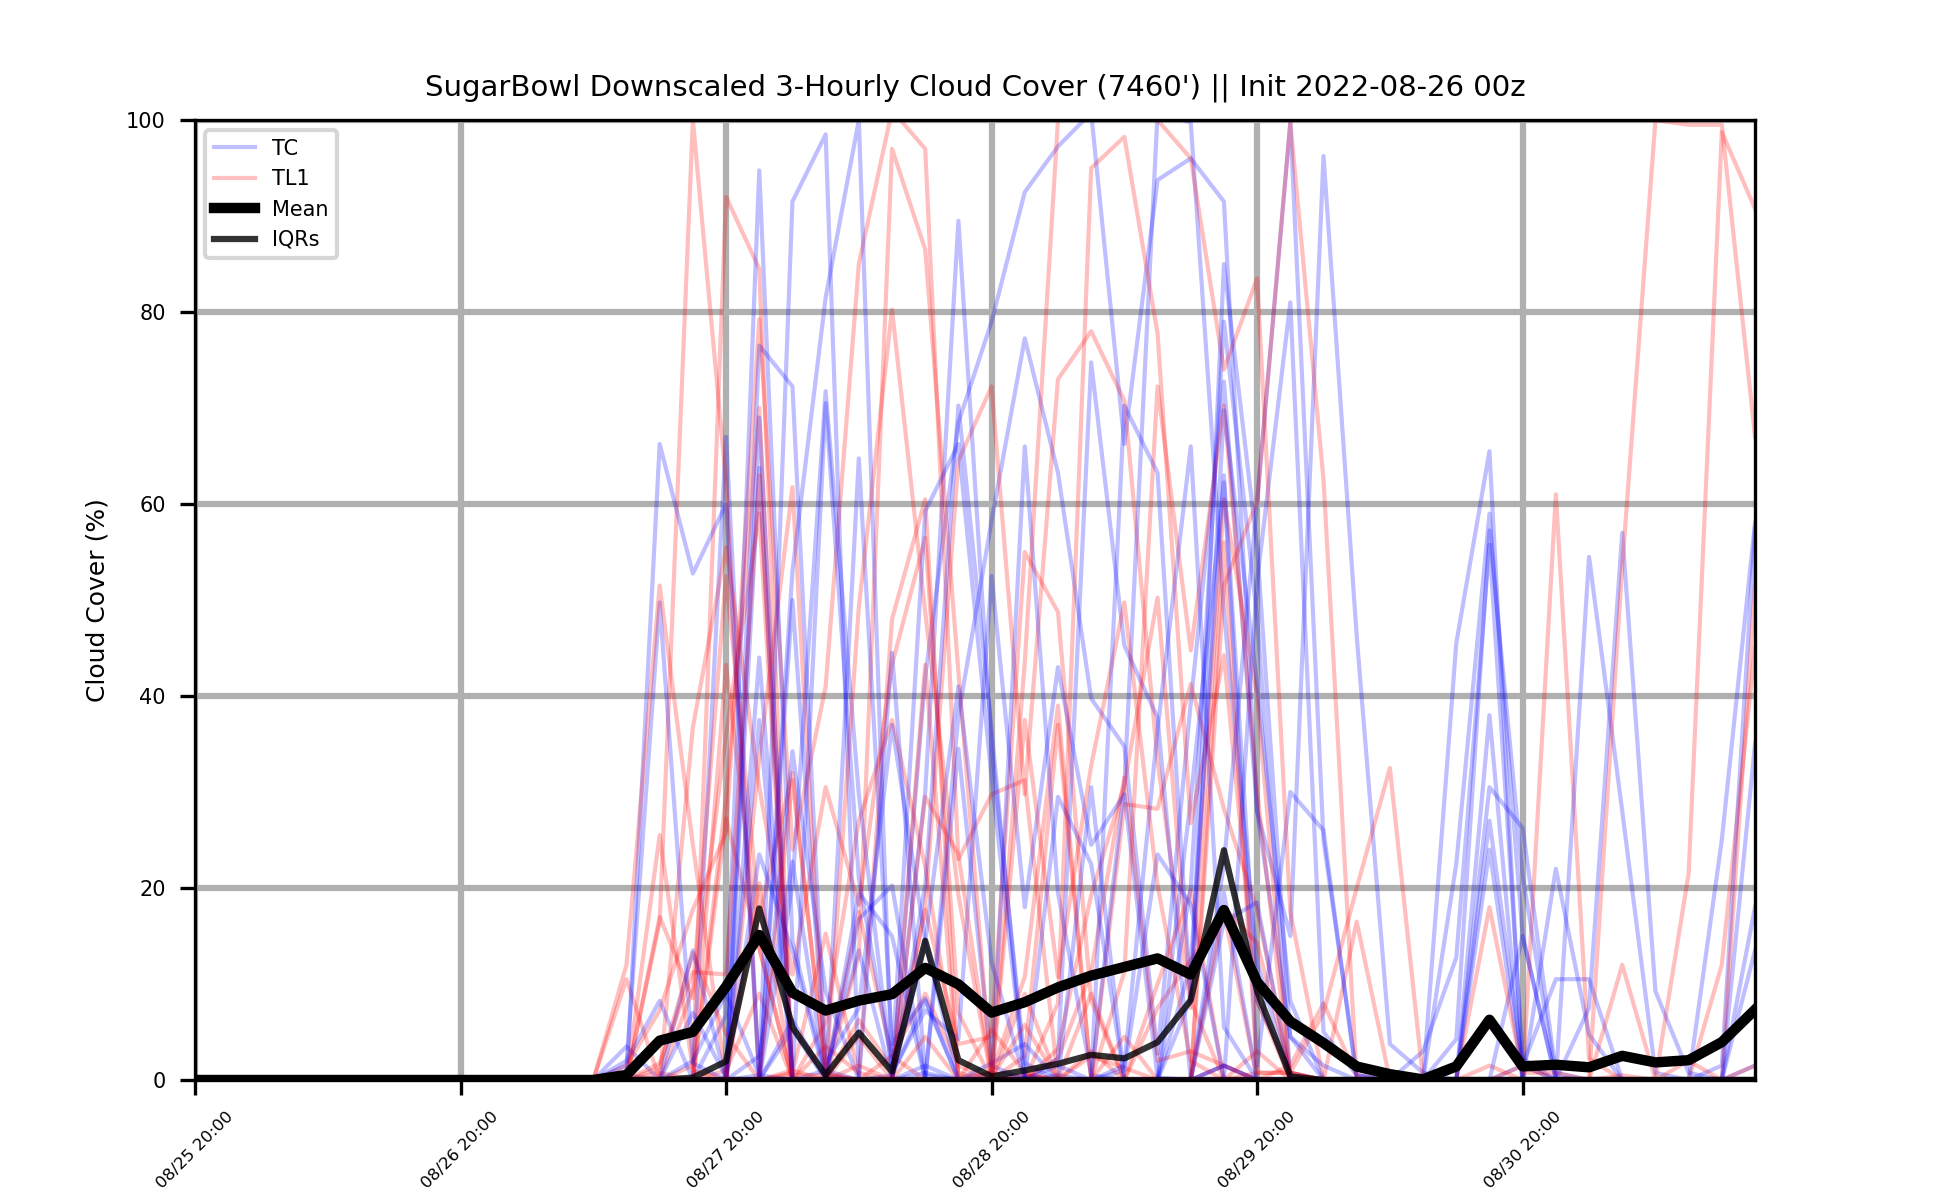 SugarBowl Downscaled 3-Hourly Cloud Cover (7460') || Init 2022-08-26 00z
100
80
60
40
20
0
Cloud Cover (%)
TC
TL1
Mean
IQRs
08/25 20:00
08/26 20:00
08/27 20:00
08/28 20:00
08/29 20:00
08/30 20:00